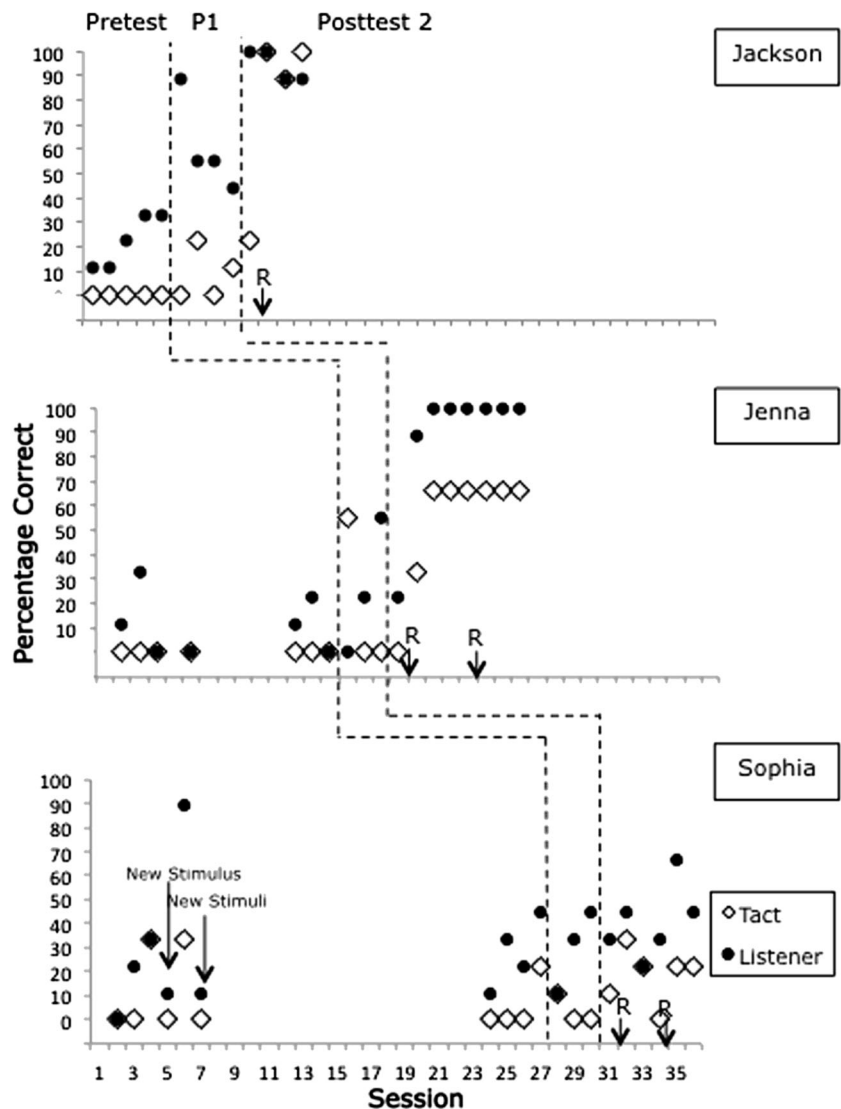 Pretest P1 Posttest 2
Jackson
100
90
80
70
60
50
40
30
20
10
^
R
Jenna
100
90
80
70
60
50
40
30
20
10
R R
Percentage Correct
Sophia
100
90
80
70
60
50
40
30
20
10
0
New Stimulus
New Stimuli
Tact
Listener
R R
1 3 5 7 9 11 13 15 17 19 21 23 25 27 29 31 33 35
Session